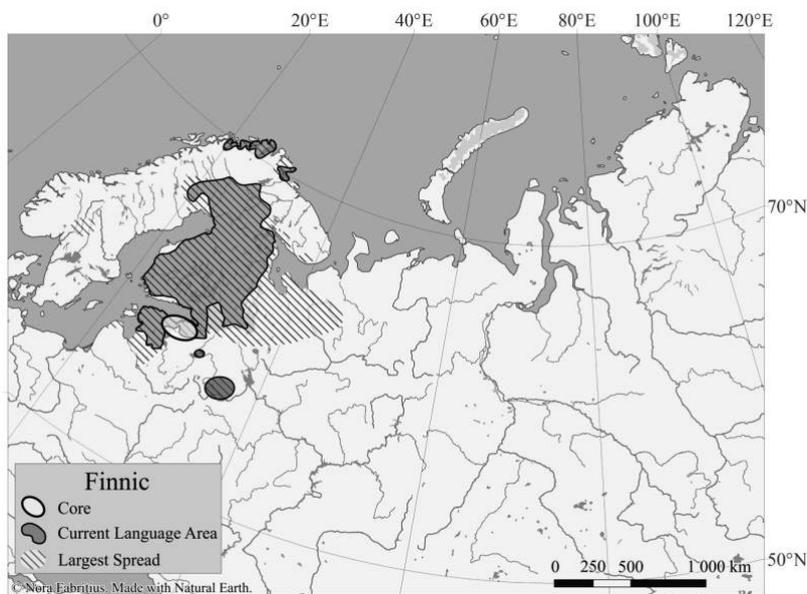 0° 20°E 40°E 60°E 80°E 100°E 120°E
70°N
Finnic
Core
Current Language Area
Largest Spread
0 250 500 1 000 km
50°N
© Nora Fabritius. Made with Natural Earth.